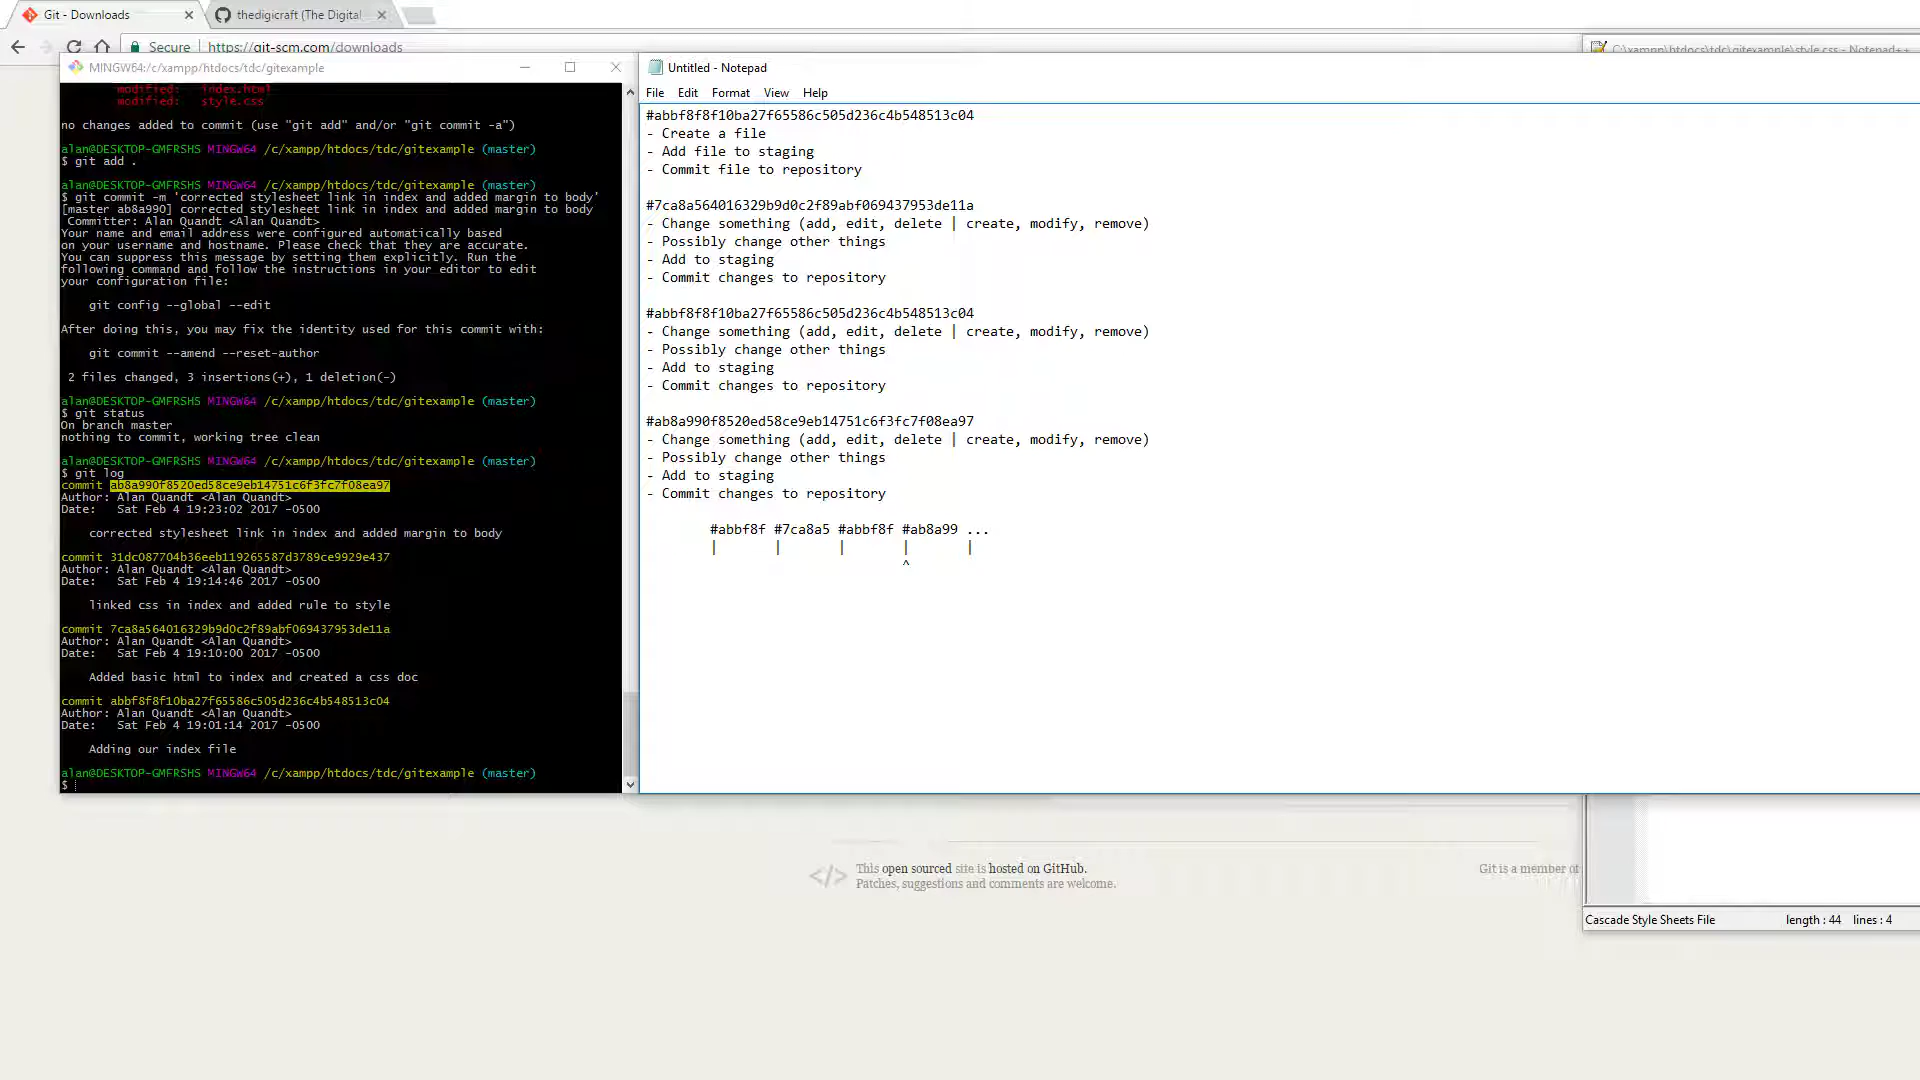 Git - Downloads
thedigicraft (The Digital
Secure https://git-scm.com/downloads
MINGW64:/c/xampp/htdocs/tdc/gitexample
modified: index.html
modified: style.css
no changes added to commit (use "git add" and/or "git commit -a")
alan@DESKTOP-GMFRSHS MINGW64 /c/xampp/htdocs/tdc/gitexample (master)
$ git add .
alan@DESKTOP-GMFRSHS MINGW64 /c/xampp/htdocs/tdc/gitexample (master)
$ git commit -m 'corrected stylesheet link in index and added margin to body'
[master ab8a990] corrected stylesheet link in index and added margin to body
Committer: Alan Quandt <Alan Quandt>
Your name and email address were configured automatically based
on your username and hostname. Please check that they are accurate.
You can suppress this message by setting them explicitly. Run the
following command and follow the instructions in your editor to edit
your configuration file:
git config --global --edit
After doing this, you may fix the identity used for this commit with:
git commit --amend --reset-author
2 files changed, 3 insertions(+), 1 deletion(-)
alan@DESKTOP-GMFRSHS MINGW64 /c/xampp/htdocs/tdc/gitexample (master)
$ git status
On branch master
nothing to commit, working tree clean
alan@DESKTOP-GMFRSHS MINGW64 /c/xampp/htdocs/tdc/gitexample (master)
$ git log
commit ab8a990f8520ed58ce9eb14751c6f3fc7f08ea97
Author: Alan Quandt <Alan Quandt>
Date: Sat Feb 4 19:23:02 2017 -0500
corrected stylesheet link in index and added margin to body
commit 31dc087704b36eeb119265587d3789ce9929e437
Author: Alan Quandt <Alan Quandt>
Date: Sat Feb 4 19:14:46 2017 -0500
linked css in index and added rule to style
commit 7ca8a564016329b9d0c2f89abf069437953de11a
Author: Alan Quandt <Alan Quandt>
Date: Sat Feb 4 19:10:00 2017 -0500
Added basic html to index and created a css doc
commit abbf8f8f10ba27f65586c505d236c4b548513c04
Author: Alan Quandt <Alan Quandt>
Date: Sat Feb 4 19:01:14 2017 -0500
Adding our index file
alan@DESKTOP-GMFRSHS MINGW64 /c/xampp/htdocs/tdc/gitexample (master)
$
Untitled - Notepad
File Edit Format View Help
#abbf8f8f10ba27f65586c505d236c4b548513c04
- Create a file
- Add file to staging
- Commit file to repository
#7ca8a564016329b9d0c2f89abf069437953de11a
- Change something (add, edit, delete | create, modify, remove)
- Possibly change other things
- Add to staging
- Commit changes to repository
#abbf8f8f10ba27f65586c505d236c4b548513c04
- Change something (add, edit, delete | create, modify, remove)
- Possibly change other things
- Add to staging
- Commit changes to repository
#ab8a990f8520ed58ce9eb14751c6f3fc7f08ea97
- Change something (add, edit, delete | create, modify, remove)
- Possibly change other things
- Add to staging
- Commit changes to repository
#abbf8f #7ca8a5 #abbf8f #ab8a99 ...
| | | | |
^
C:\xampp\htdocs\tdc\gitexample\style.css - Notepad++
</> This open sourced site is hosted on GitHub.
Patches, suggestions and comments are welcome.
Git is a member of
Cascade Style Sheets File length : 44 lines : 4